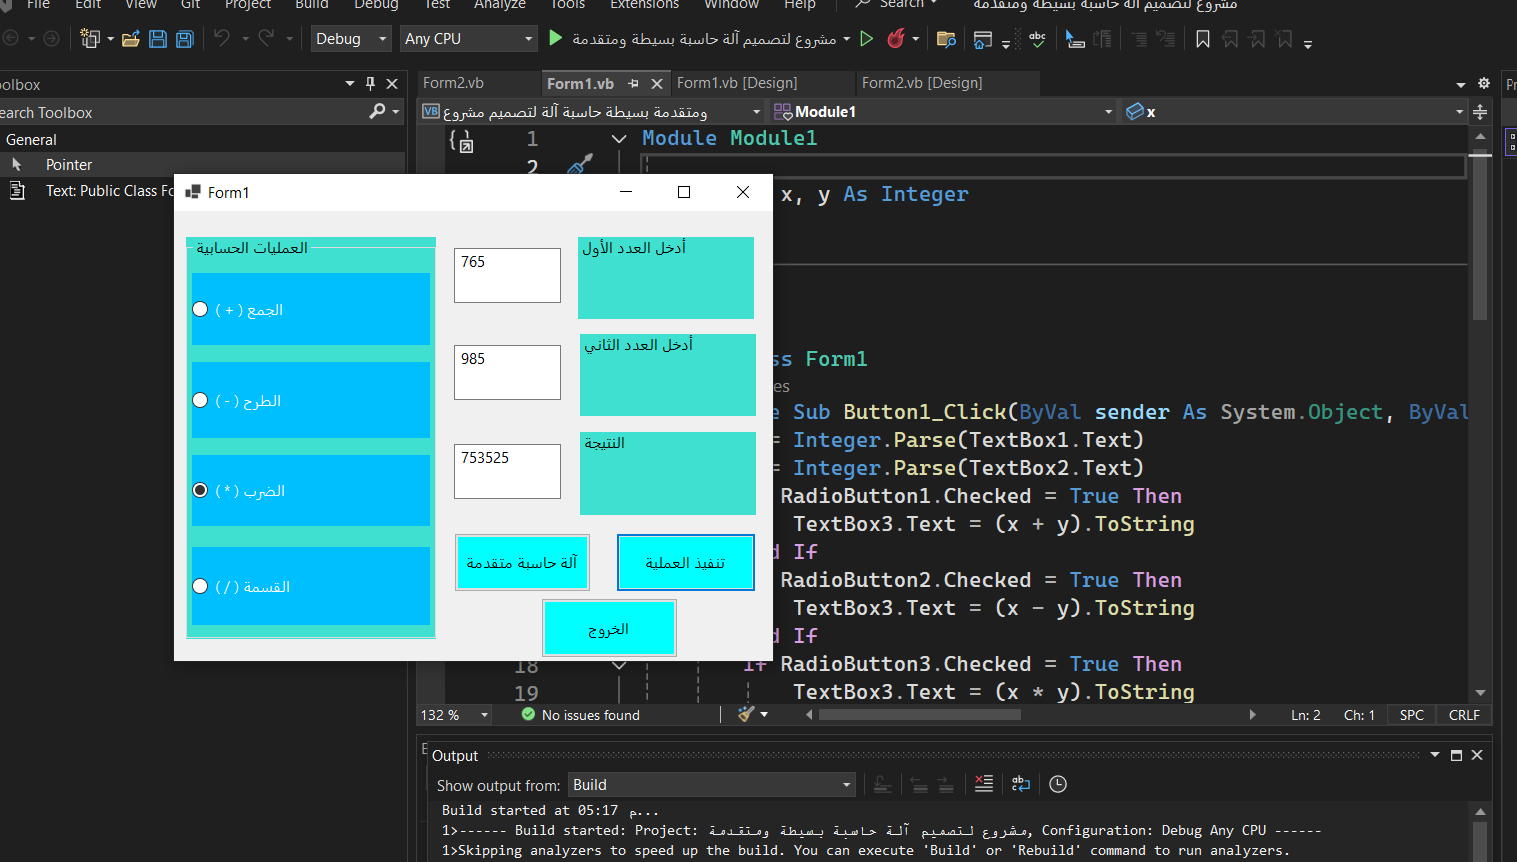 File Edit View Git Project Build Debug Test Analyze Tools Extensions Window Help Search مشروع لتصميم آلة حاسبة بسيطة ومتقدمة
Debug Any CPU مشروع لتصميم آلة حاسبة بسيطة ومتقدمة
oolbox
Form2.vb Form1.vb Form1.vb [Design] Form2.vb [Design]
earch Toolbox
VB ومتقدمة بسيطة حاسبة آلة لتصميم مشروع Module1 x
General
Pointer
Text: Public Class Fo
1 Module Module1
2
x, y As Integer
ss Form1
es
e Sub Button1_Click(ByVal sender As System.Object, ByVal
= Integer.Parse(TextBox1.Text)
= Integer.Parse(TextBox2.Text)
RadioButton1.Checked = True Then
TextBox3.Text = (x + y).ToString
d If
RadioButton2.Checked = True Then
TextBox3.Text = (x - y).ToString
d If
18 If RadioButton3.Checked = True Then
19 TextBox3.Text = (x * y).ToString
Form1
العمليات الحسابية
الجمع ( + )
الطرح ( - )
الضرب ( * )
القسمة ( / )
أدخل العدد الأول
765
أدخل العدد الثاني
985
النتيجة
753525
آلة حاسبة متقدمة
تنفيذ العملية
الخروج
132 % No issues found Ln: 2 Ch: 1 SPC CRLF
Output
Show output from: Build
Build started at 05:17 م...
1>------ Build started: Project: مشروع لتصميم آلة حاسبة بسيطة ومتقدمة, Configuration: Debug Any CPU ------
1>Skipping analyzers to speed up the build. You can execute 'Build' or 'Rebuild' command to run analyzers.